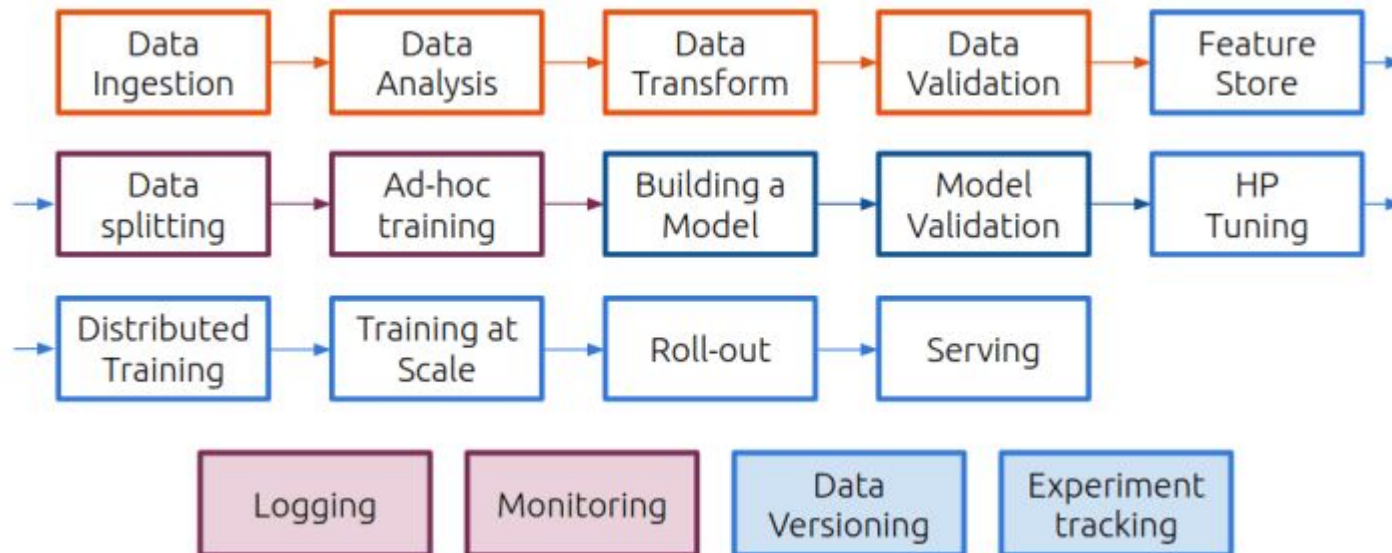 Data
Ingestion
Data
Analysis
Data
Transform
Data
Validation
Feature
Store
Data
splitting
Ad-hoc
training
Building a
Model
Model
Validation
HP
Tuning
Distributed
Training
Training at
Scale
Roll-out
Serving
Logging
Monitoring
Data
Versioning
Experiment
tracking